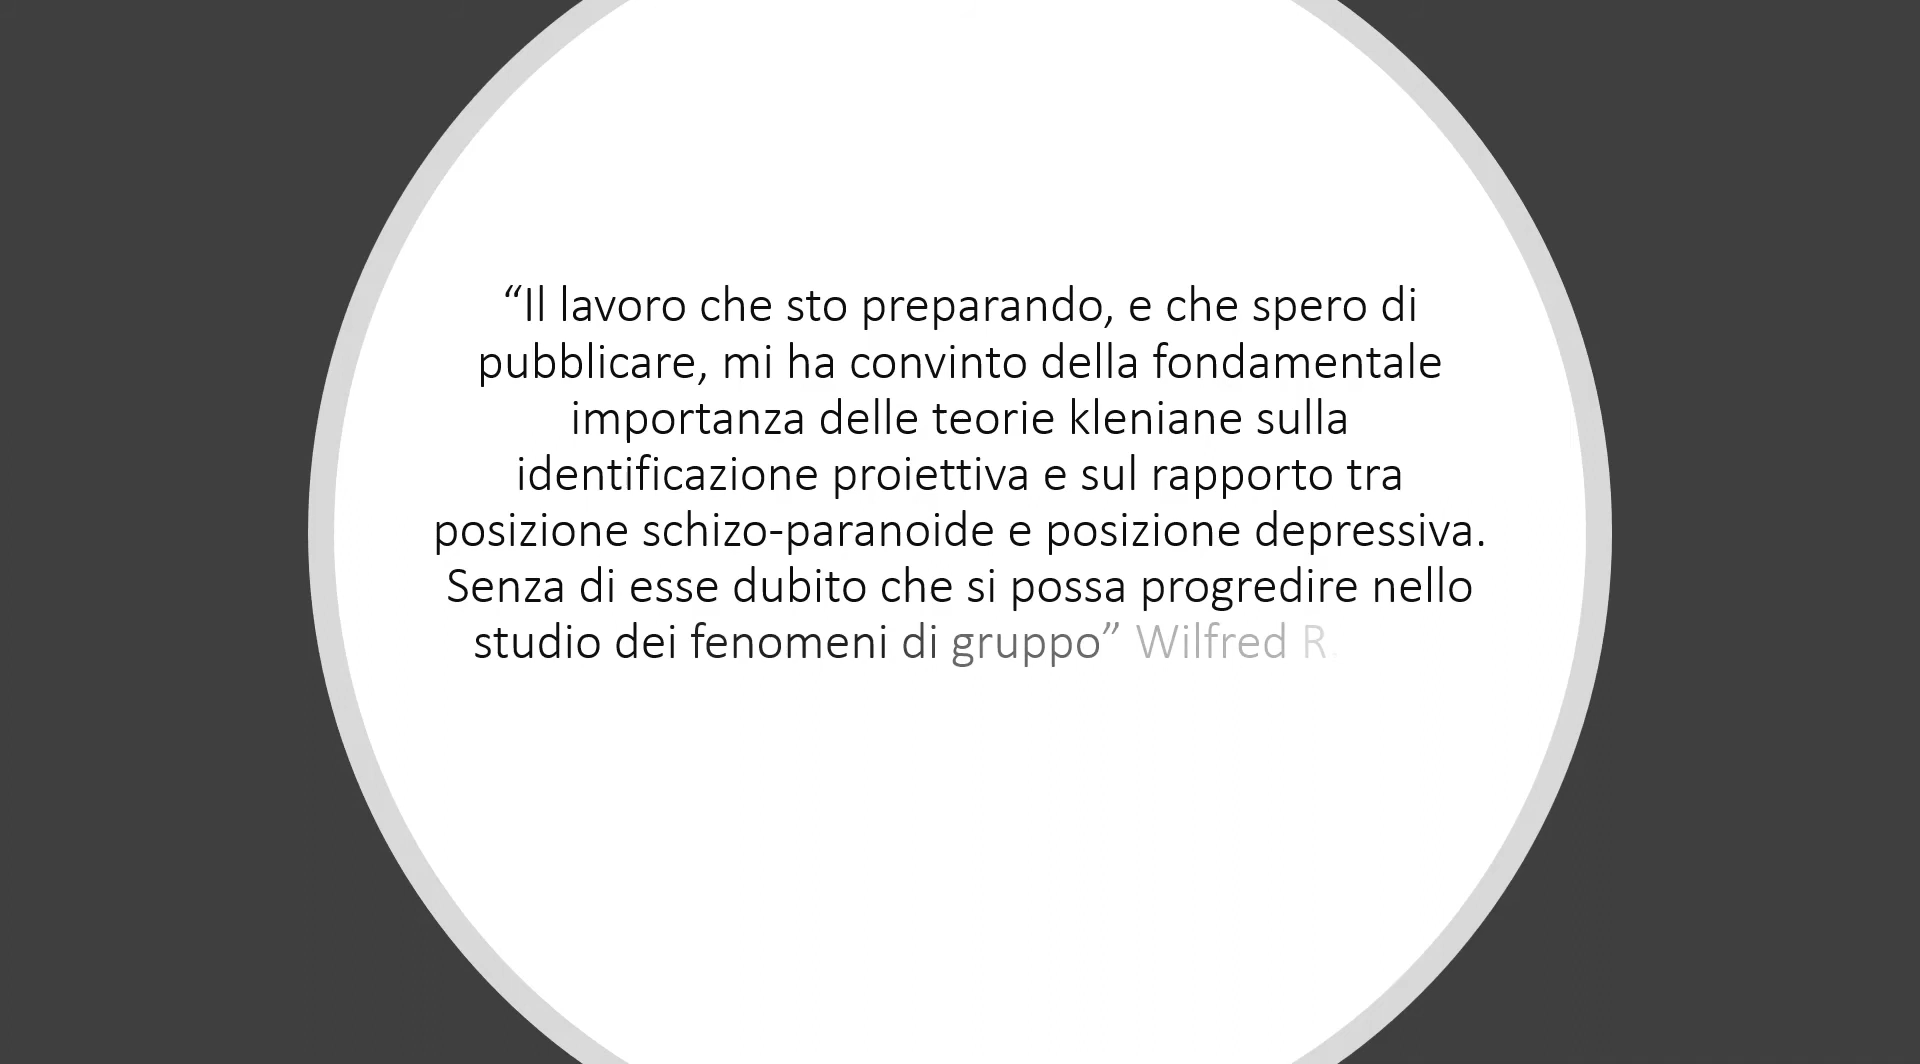 “Il lavoro che sto preparando, e che spero di
pubblicare, mi ha convinto della fondamentale
importanza delle teorie kleniane sulla
identificazione proiettiva e sul rapporto tra
posizione schizo-paranoide e posizione depressiva.
Senza di esse dubito che si possa progredire nello
studio dei fenomeni di gruppo” Wilfred R.